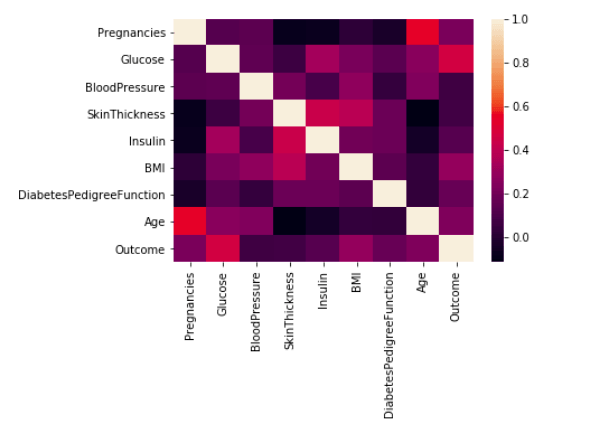 Pregnancies
Glucose
BloodPressure
SkinThickness
Insulin
BMI
DiabetesPedigreeFunction
Age
Outcome
Pregnancies
Glucose
BloodPressure
SkinThickness
Insulin
BMI
DiabetesPedigreeFunction
Age
Outcome
1.0
0.8
0.6
0.4
0.2
0.0